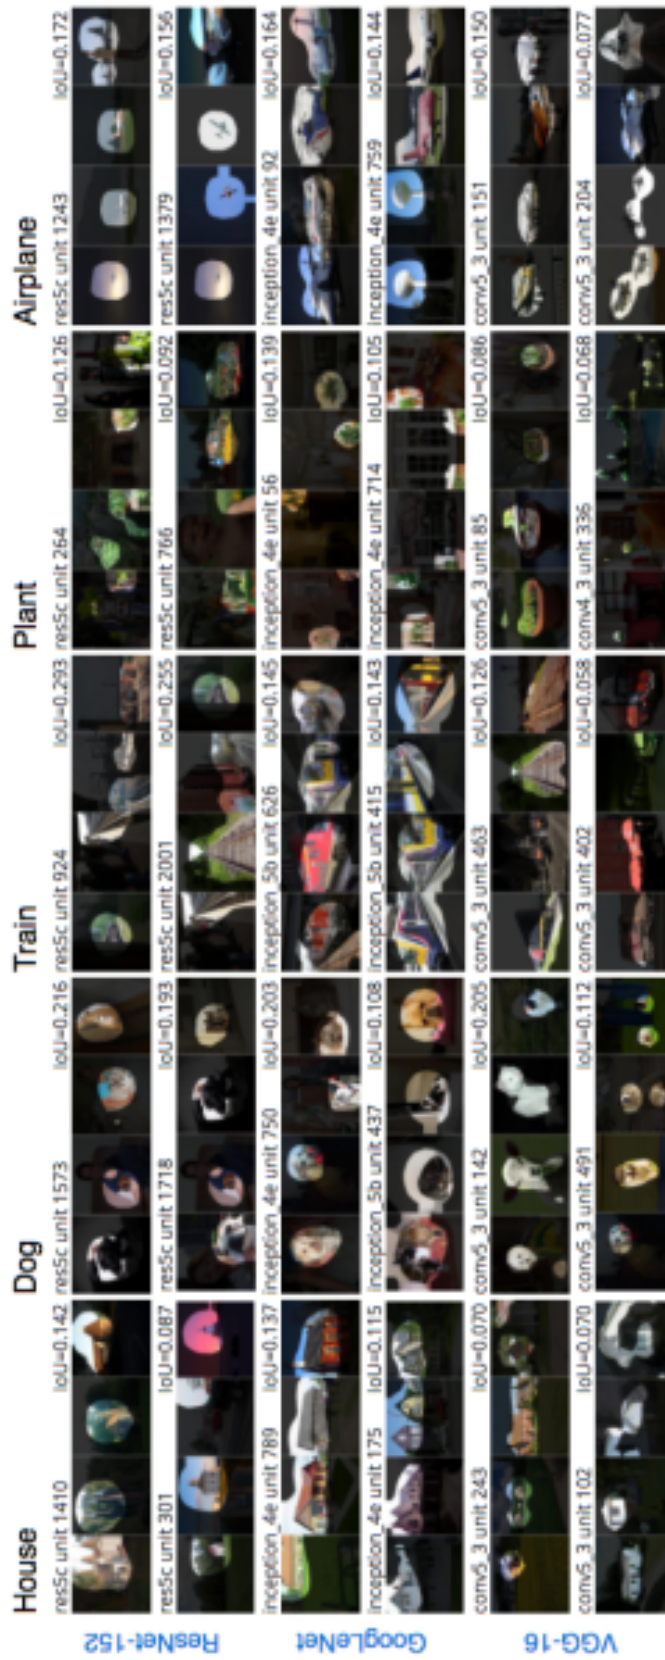 House Dog Train Plant Airplane
ResNet-152
res5c unit 1410 IoU=0.142 res5c unit 1573 IoU=0.216 res5c unit 924 IoU=0.293 res5c unit 264 IoU=0.126 res5c unit 1243 IoU=0.172
res5c unit 301 IoU=0.087 res5c unit 1718 IoU=0.193 res5c unit 2001 IoU=0.255 res5c unit 766 IoU=0.092 res5c unit 1379 IoU=0.156
GoogLeNet
inception_4e unit 789 IoU=0.137 inception_4e unit 750 IoU=0.203 inception_5b unit 626 IoU=0.145 inception_4e unit 56 IoU=0.139 inception_4e unit 92 IoU=0.164
inception_4e unit 175 IoU=0.115 inception_5b unit 437 IoU=0.108 inception_5b unit 415 IoU=0.143 inception_4e unit 714 IoU=0.105 inception_4e unit 759 IoU=0.144
VGG-16
conv5_3 unit 243 IoU=0.070 conv5_3 unit 142 IoU=0.205 conv5_3 unit 463 IoU=0.126 conv5_3 unit 85 IoU=0.086 conv5_3 unit 151 IoU=0.150
conv5_3 unit 102 IoU=0.070 conv5_3 unit 491 IoU=0.112 conv5_3 unit 402 IoU=0.058 conv4_3 unit 336 IoU=0.068 conv5_3 unit 204 IoU=0.077